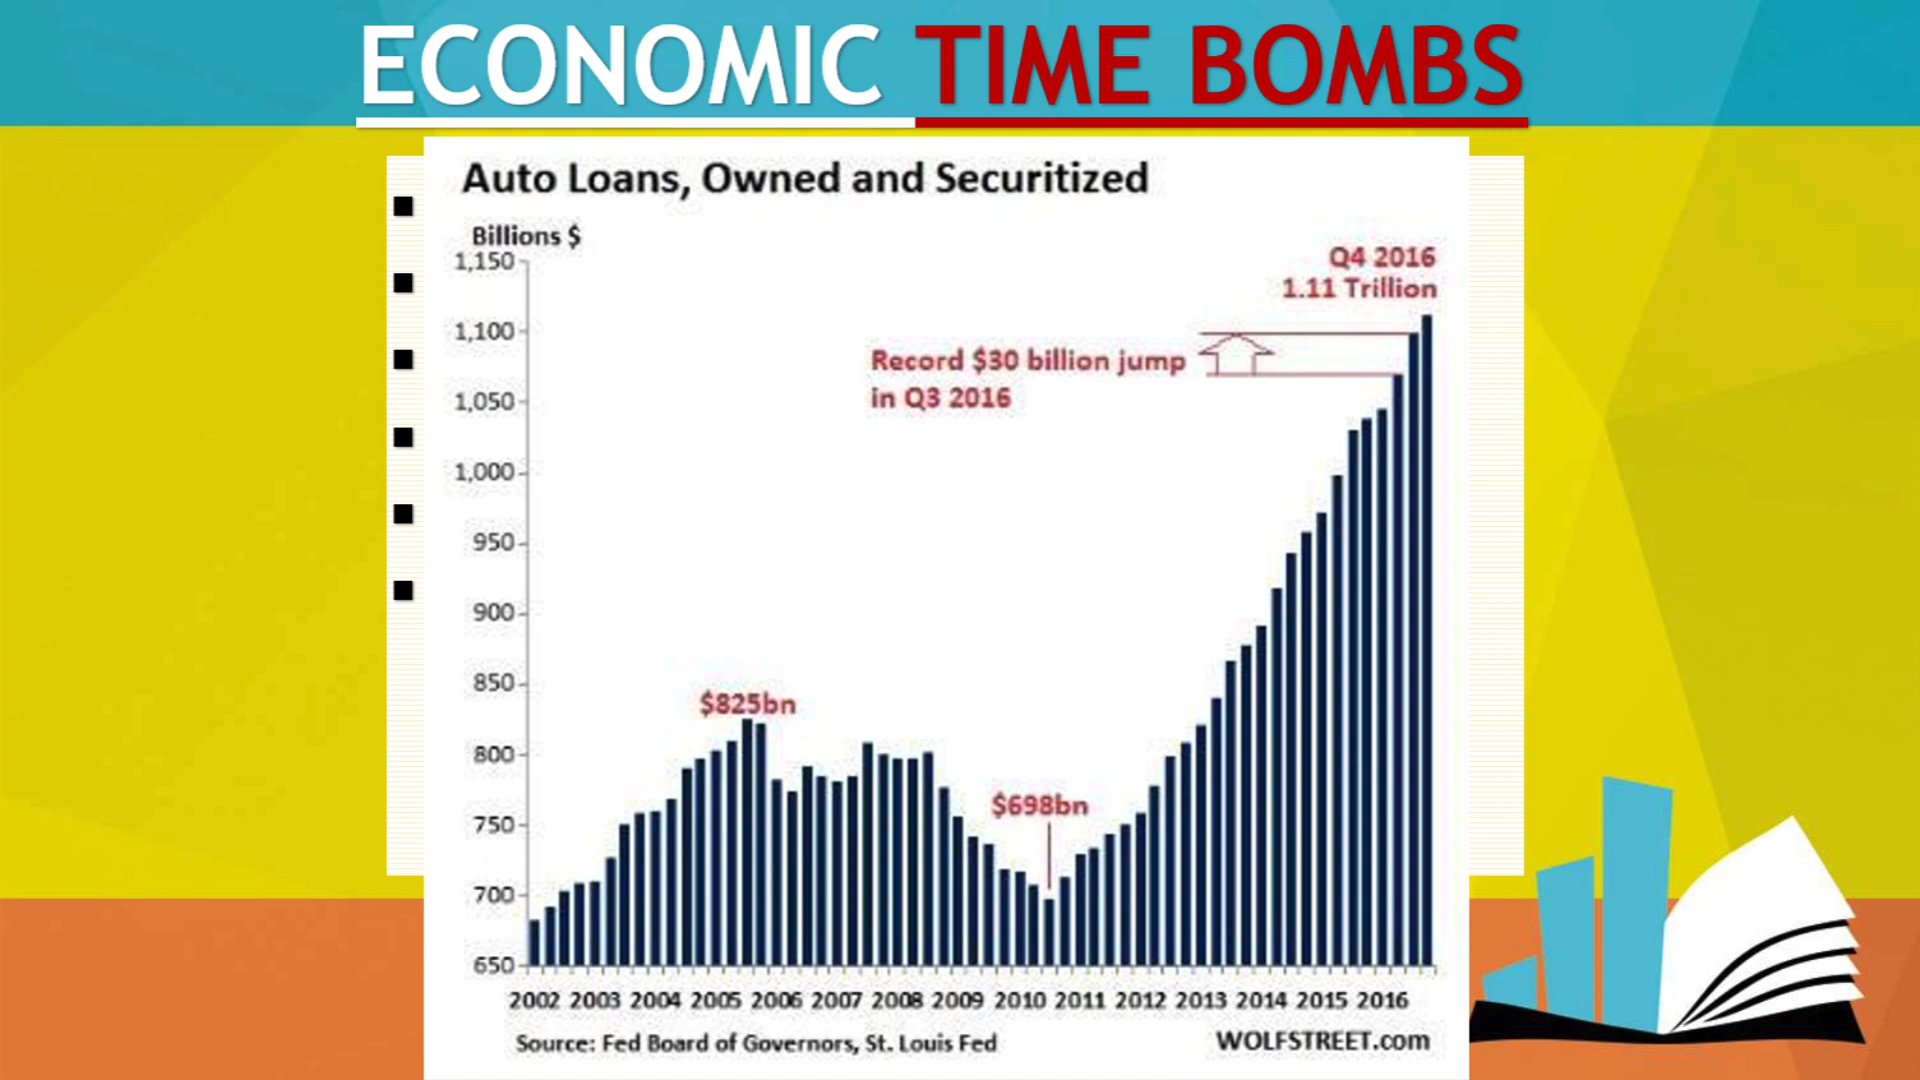 ECONOMIC TIME BOMBS
Auto Loans, Owned and Securitized
Billions $
1,150
Q4 2016
1.11 Trillion
1,100
Record $30 billion jump
in Q3 2016
1,050
1,000
950
900
850
$825bn
800
$698bn
750
700
650
2002 2003 2004 2005 2006 2007 2008 2009 2010 2011 2012 2013 2014 2015 2016
Source: Fed Board of Governors, St. Louis Fed
WOLFSTREET.com